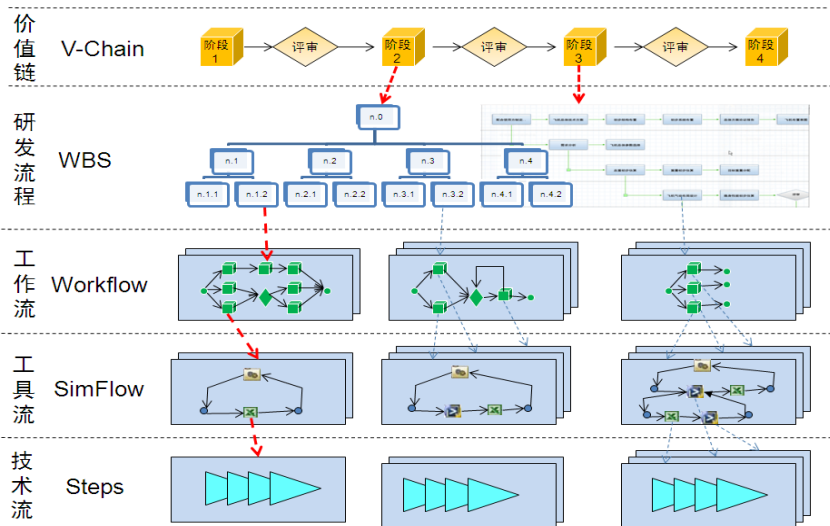 价值链
V-Chain
阶段
1
评审
阶段
2
评审
阶段
3
评审
阶段
4
研发流程
WBS
n.0
n.1
n.2
n.3
n.4
n.1.1
n.1.2
n.2.1
n.2.2
n.3.1
n.3.2
n.4.1
n.4.2
工作流
Workflow
工具流
SimFlow
技术流
Steps